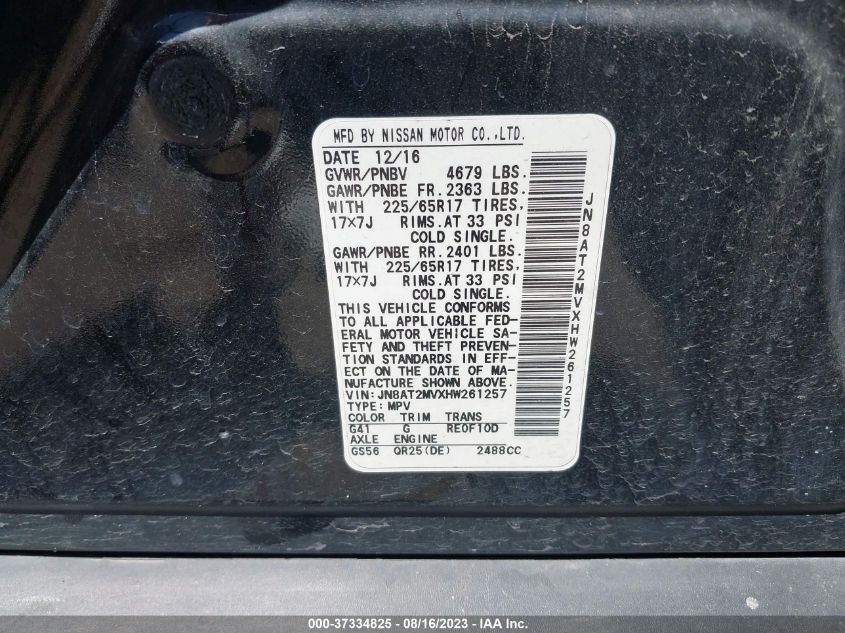 MFD BY NISSAN MOTOR CO.,LTD.
DATE 12/16
GVWR/PNBV 4679 LBS.
GAWR/PNBE FR. 2363 LBS.
WITH 225/65R17 TIRES,
17×7J RIMS. AT 33 PSI
COLD SINGLE.
GAWR/PNBE RR. 2401 LBS.
WITH 225/65R17 TIRES,
17×7J RIMS. AT 33 PSI
COLD SINGLE.
THIS VEHICLE CONFORMS
TO ALL APPLICABLE FED-
ERAL MOTOR VEHICLE SA-
FETY AND THEFT PREVEN-
TION STANDARDS IN EFF-
ECT ON THE DATE OF MA-
NUFACTURE SHOWN ABOVE.
VIN: JN8AT2MVXHW261257
TYPE: MPV
COLOR TRIM TRANS
G41 G RE0F10D
AXLE ENGINE
GS56 QR25(DE) 2488CC
JN8AT2MVXHW261257
000-37334825 - 08/16/2023 - IAA Inc.